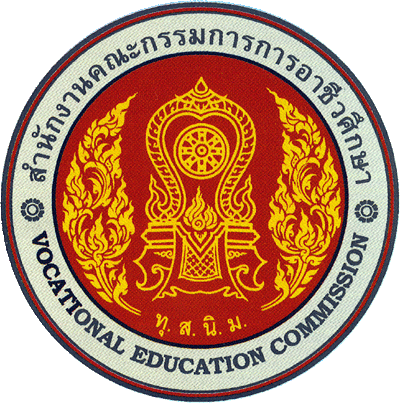 สำนักงานคณะกรรมการการอาชีวศึกษา
ทุ. ส. นิ. ม.
VOCATIONAL EDUCATION COMMISSION